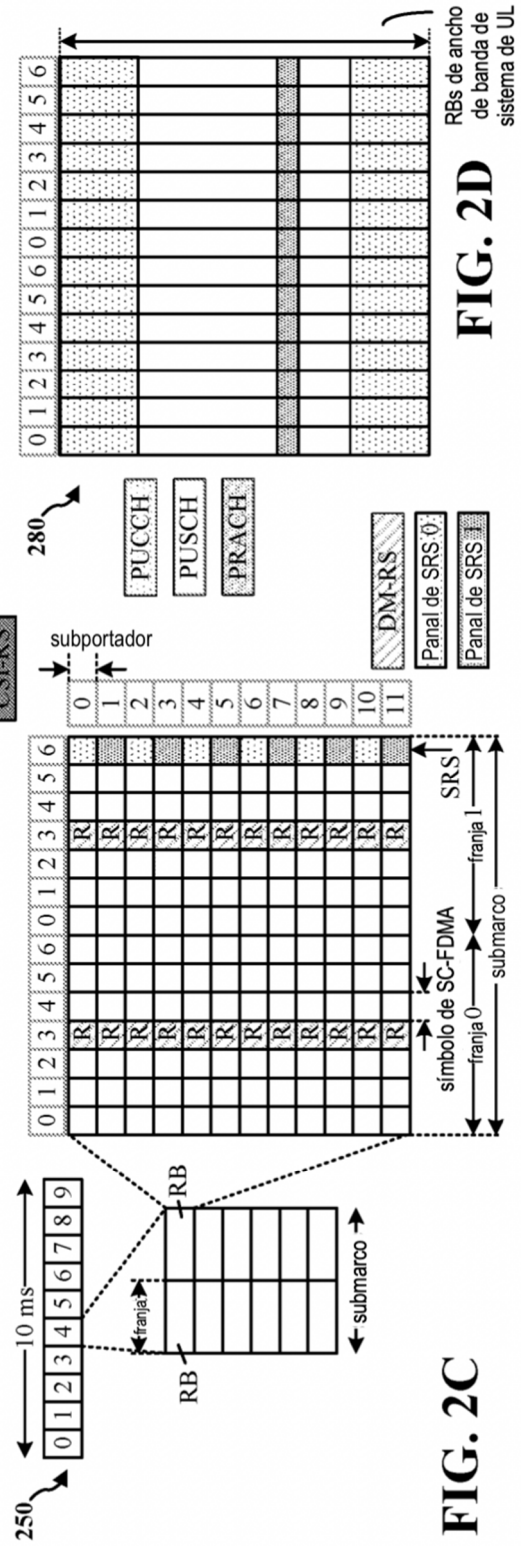 250
10 ms
0 1 2 3 4 5 6 7 8 9
franja
RB
RB
submarco
FIG. 2C
0 1 2 3 4 5 6 0 1 2 3 4 5 6
R R
R R
R R
R R
R R
R R
R R
R R
R R
R R
R R
R R
símbolo de SC-FDMA
SRS
franja 0
franja 1
submarco
CSI-RS
subportador
0
1
2
3
4
5
6
7
8
9
10
11
DM-RS
Panal de SRS 0
Panal de SRS 1
280
PUCCH
PUSCH
PRACH
0 1 2 3 4 5 6 0 1 2 3 4 5 6
RBs de ancho
de banda de
sistema de UL
FIG. 2D